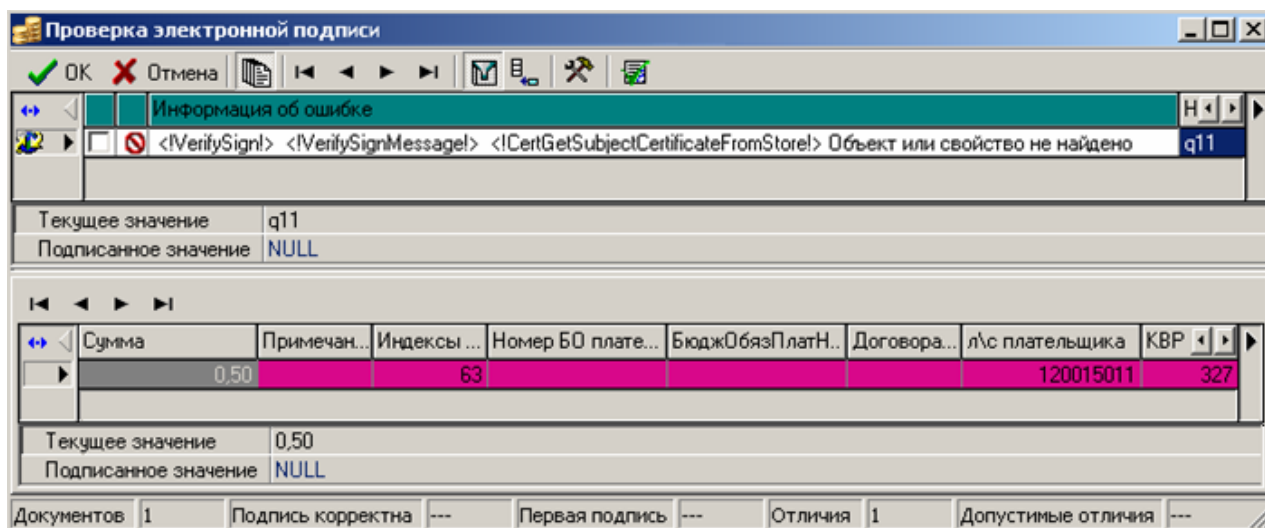 Проверка электронной подписи
OK Отмена
Информация об ошибке Н
<!VerifySign!> <!VerifySignMessage!> <!CertGetSubjectCertificateFromStore!> Объект или свойство не найдено q11
Текущее значение q11
Подписанное значение NULL
Сумма Примечан... Индексы ... Номер БО плате... БюджОбязПлатН... Договора... л\с плательщика КВР
0,50 63 120015011 327
Текущее значение 0,50
Подписанное значение NULL
Документов 1 Подпись корректна --- Первая подпись --- Отличия 1 Допустимые отличия ---